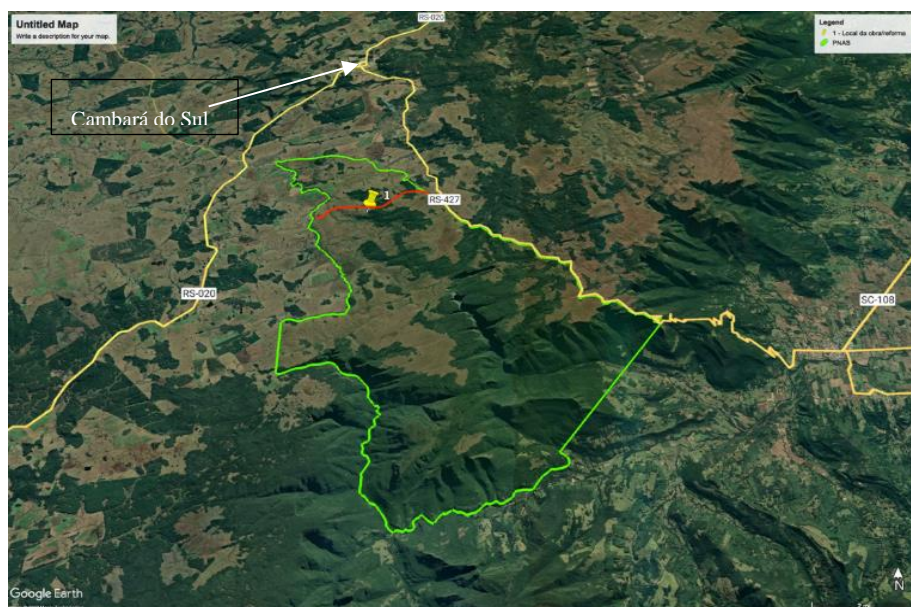 Untitled Map
Write a description for your map.
RS-020
Legend
1 - Local da obra/reforma
PNAS
Cambará do Sul
1
RS-427
RS-020
SC-108
Google Earth
N